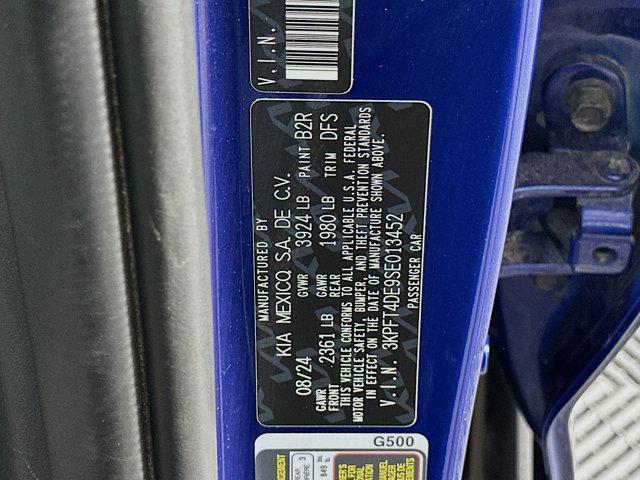 V.I.N.
MANUFACTURED BY
KIA MEXICO, S.A. DE C.V.
08/24 GVWR 3924 LB PAINT B2R
GAWR FRONT 2361 LB GAWR REAR 1980 LB TRIM DFS
THIS VEHICLE CONFORMS TO ALL APPLICABLE U.S.A. FEDERAL
MOTOR VEHICLE SAFETY, BUMPER, AND THEFT PREVENTION STANDARDS
IN EFFECT ON THE DATE OF MANUFACTURE SHOWN ABOVE.
V.I.N. 3KPFT4DE9SE013452
PASSENGER CAR
G500